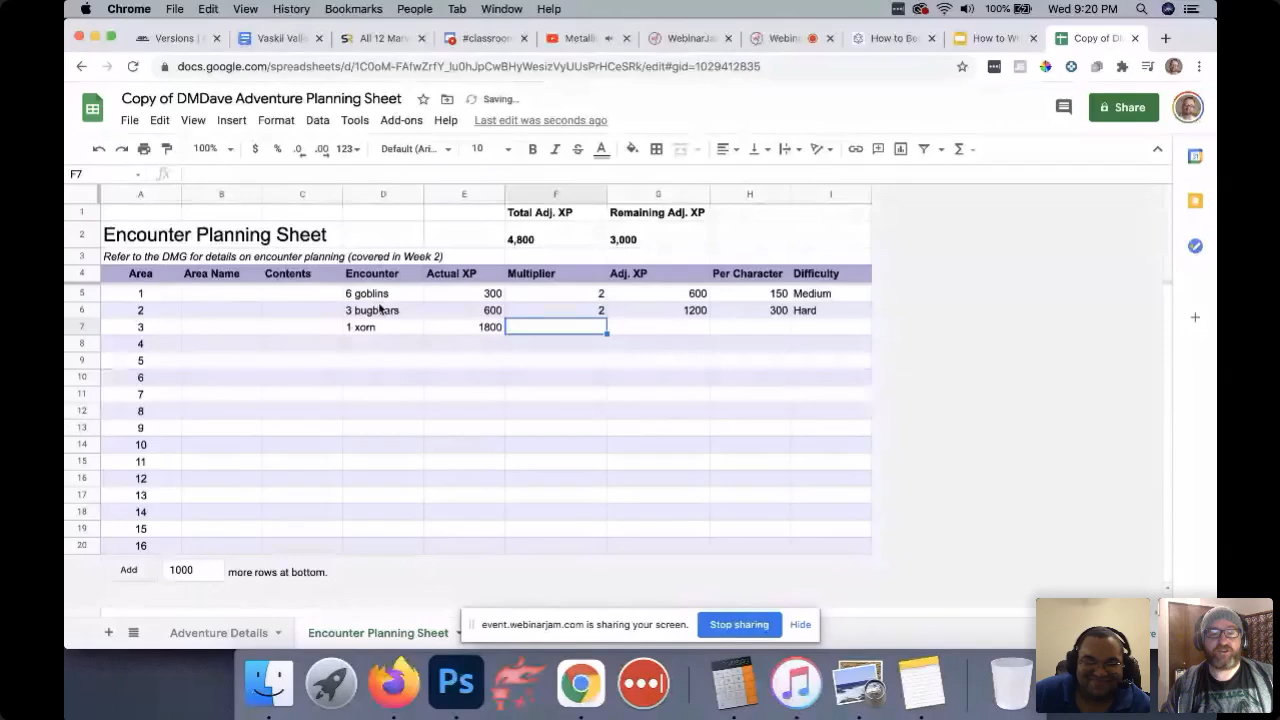 Chrome File Edit View History Bookmarks People Tab Window Help 100% Wed 9:20 PM
Versions | Vaskil Vall All 12 Mar #classroo Metalli WebinarJa Webin How to Be How to W Copy of D
docs.google.com/spreadsheets/d/1C0oM-FAfwZrfY_lu0hJpCwBHyWesizVyUUsPrHCeSRk/edit#gid=1029412835
Copy of DMDave Adventure Planning Sheet Saving...
File Edit View Insert Format Data Tools Add-ons Help Last edit was seconds ago
Share
100% $ % .0 .00 123 Default (Ari... 10 B I S A
F7 fx
A B C D E F G H I
1 Total Adj. XP Remaining Adj. XP
2 Encounter Planning Sheet 4,800 3,000
3 Refer to the DMG for details on encounter planning (covered in Week 2)
4 Area Area Name Contents Encounter Actual XP Multiplier Adj. XP Per Character Difficulty
5 1 6 goblins 300 2 600 150 Medium
6 2 3 bugbears 600 2 1200 300 Hard
7 3 1 xorn 1800
8 4
9 5
10 6
11 7
12 8
13 9
14 10
15 11
16 12
17 13
18 14
19 15
20 16
Add 1000 more rows at bottom.
Adventure Details Encounter Planning Sheet
event.webinarjam.com is sharing your screen. Stop sharing Hide
Ps